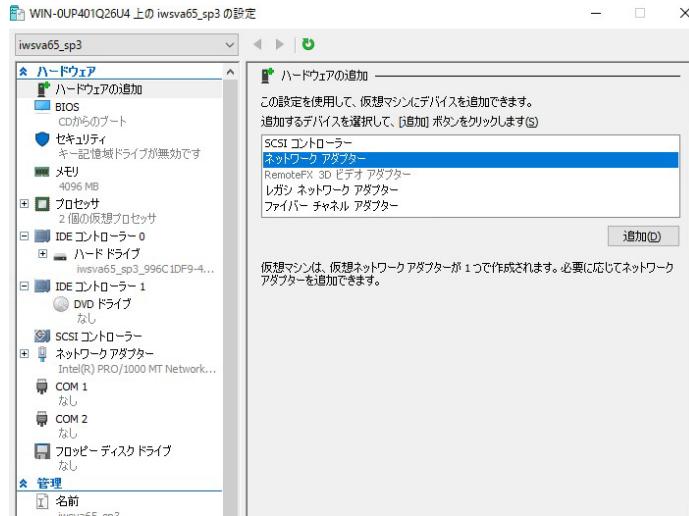 WIN-0UP401Q26U4 上の iwsva65_sp3 の設定
iwsva65_sp3
ハードウェア
ハードウェアの追加
BIOS
CDからのブート
セキュリティ
キー記憶域ドライブが無効です
メモリ
4096 MB
プロセッサ
2 個の仮想プロセッサ
IDE コントローラー 0
ハード ドライブ
iwsva65_sp3_996C1DF9-4...
IDE コントローラー 1
DVD ドライブ
なし
SCSI コントローラー
ネットワーク アダプター
Intel(R) PRO/1000 MT Network...
COM 1
なし
COM 2
なし
フロッピー ディスク ドライブ
なし
管理
名前
iwsva65_sp3
ハードウェアの追加
この設定を使用して、仮想マシンにデバイスを追加できます。
追加するデバイスを選択して、[追加] ボタンをクリックします(S)
SCSI コントローラー
ネットワーク アダプター
RemoteFX 3D ビデオ アダプター
レガシ ネットワーク アダプター
ファイバー チャネル アダプター
追加(D)
仮想マシンは、仮想ネットワーク アダプターが 1 つで作成されます。必要に応じてネットワーク
アダプターを追加できます。